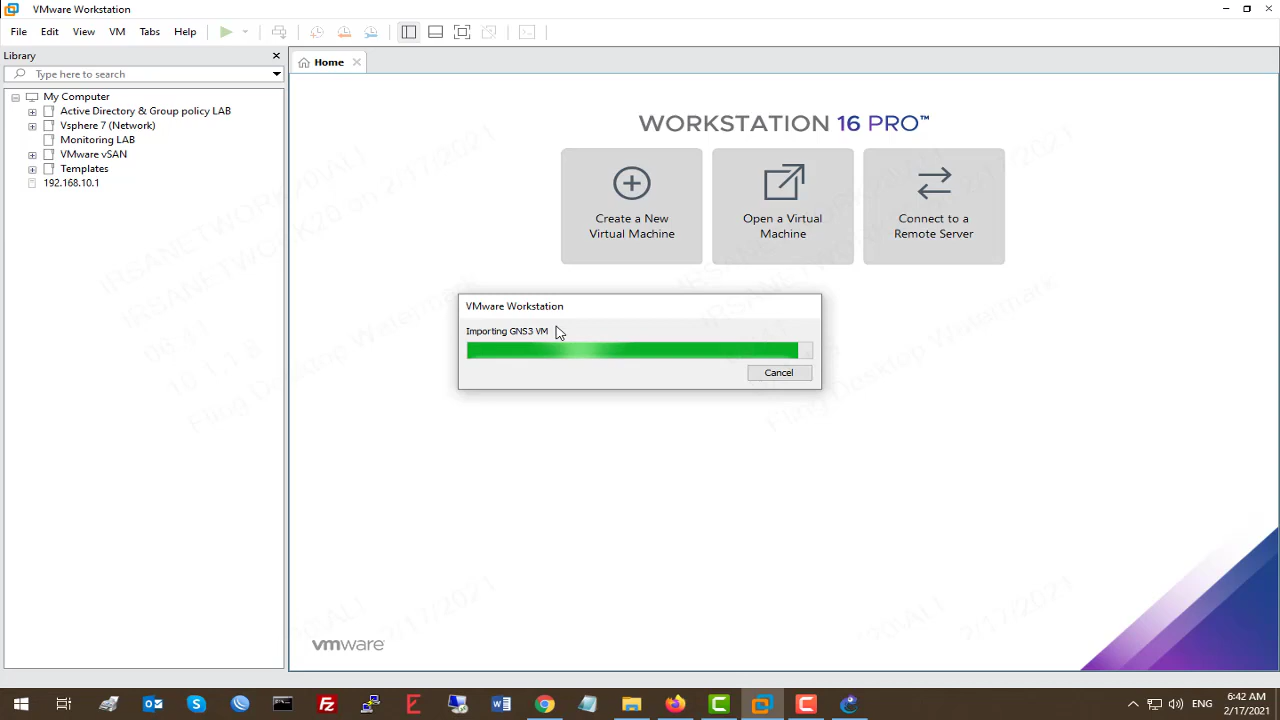 VMware Workstation
File Edit View VM Tabs Help
Library
Type here to search
My Computer
Active Directory & Group policy LAB
Vsphere 7 (Network)
Monitoring LAB
VMware vSAN
Templates
192.168.10.1
Home
WORKSTATION 16 PRO™
Create a New
Virtual Machine
Open a Virtual
Machine
Connect to a
Remote Server
VMware Workstation
Importing GNS3 VM
Cancel
vmware
ENG
6:42 AM
2/17/2021